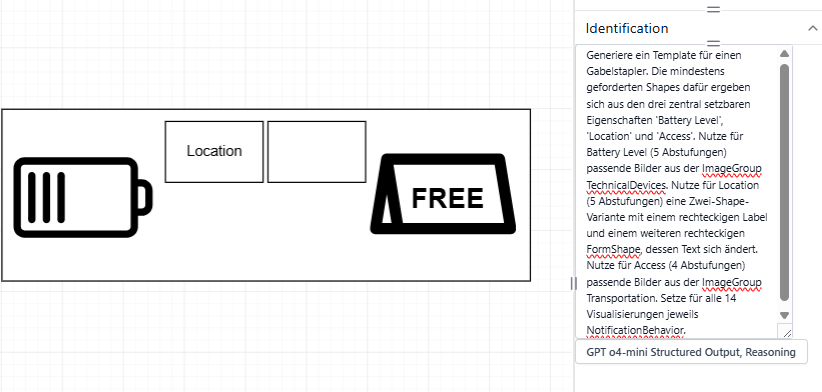 Location
FREE
Identification
Generiere ein Template für einen
Gabelstapler. Die mindestens
geforderten Shapes dafür ergeben
sich aus den drei zentral setzbaren
Eigenschaften 'Battery Level',
'Location' und 'Access'. Nutze für
Battery Level (5 Abstufungen)
passende Bilder aus der ImageGroup
TechnicalDevices. Nutze für Location
(5 Abstufungen) eine Zwei-Shape-
Variante mit einem rechteckigen Label
und einem weiteren rechteckigen
FormShape, dessen Text sich ändert.
Nutze für Access (4 Abstufungen)
passende Bilder aus der ImageGroup
Transportation. Setze für alle 14
Visualisierungen jeweils
NotificationBehavior.
GPT o4-mini Structured Output, Reasoning